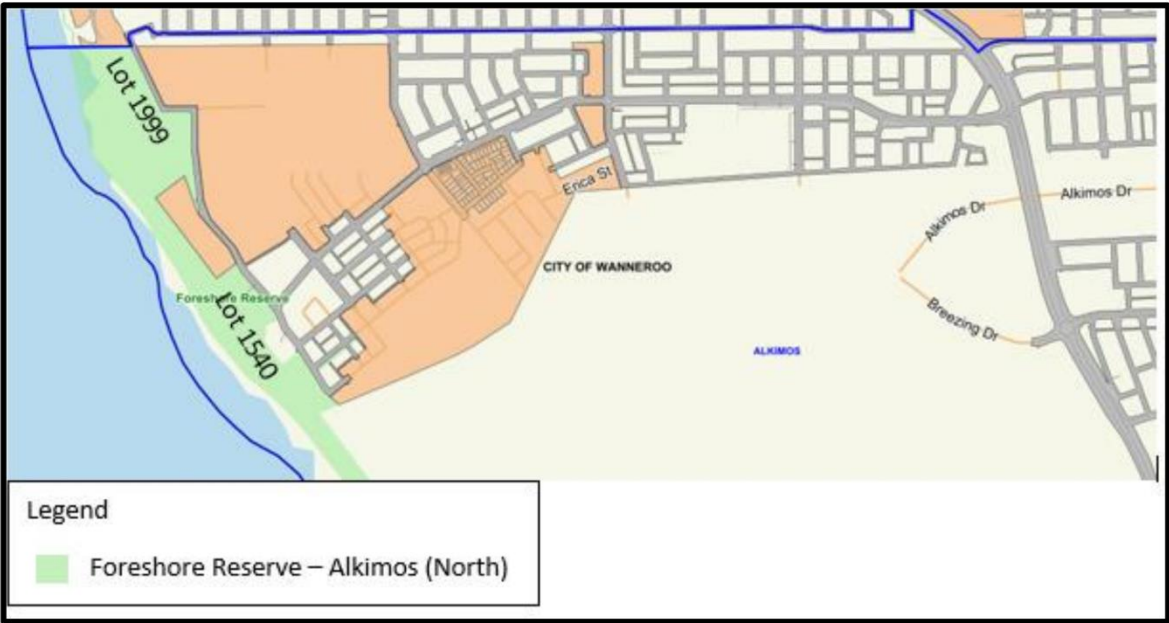 Lot 1999
Erica St
Alkimos Dr
Alkimos Dr
CITY OF WANNEROO
Foreshore Reserve
Lot 1540
Breezing Dr
ALKIMOS
Legend
Foreshore Reserve – Alkimos (North)